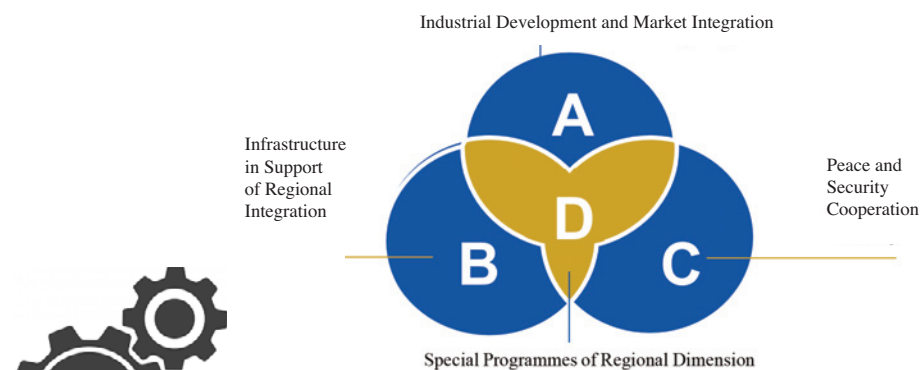 Industrial Development and Market Integration
A
Infrastructure
in Support
of Regional
Integration
Peace and
Security
Cooperation
D
B
C
Special Programmes of Regional Dimension